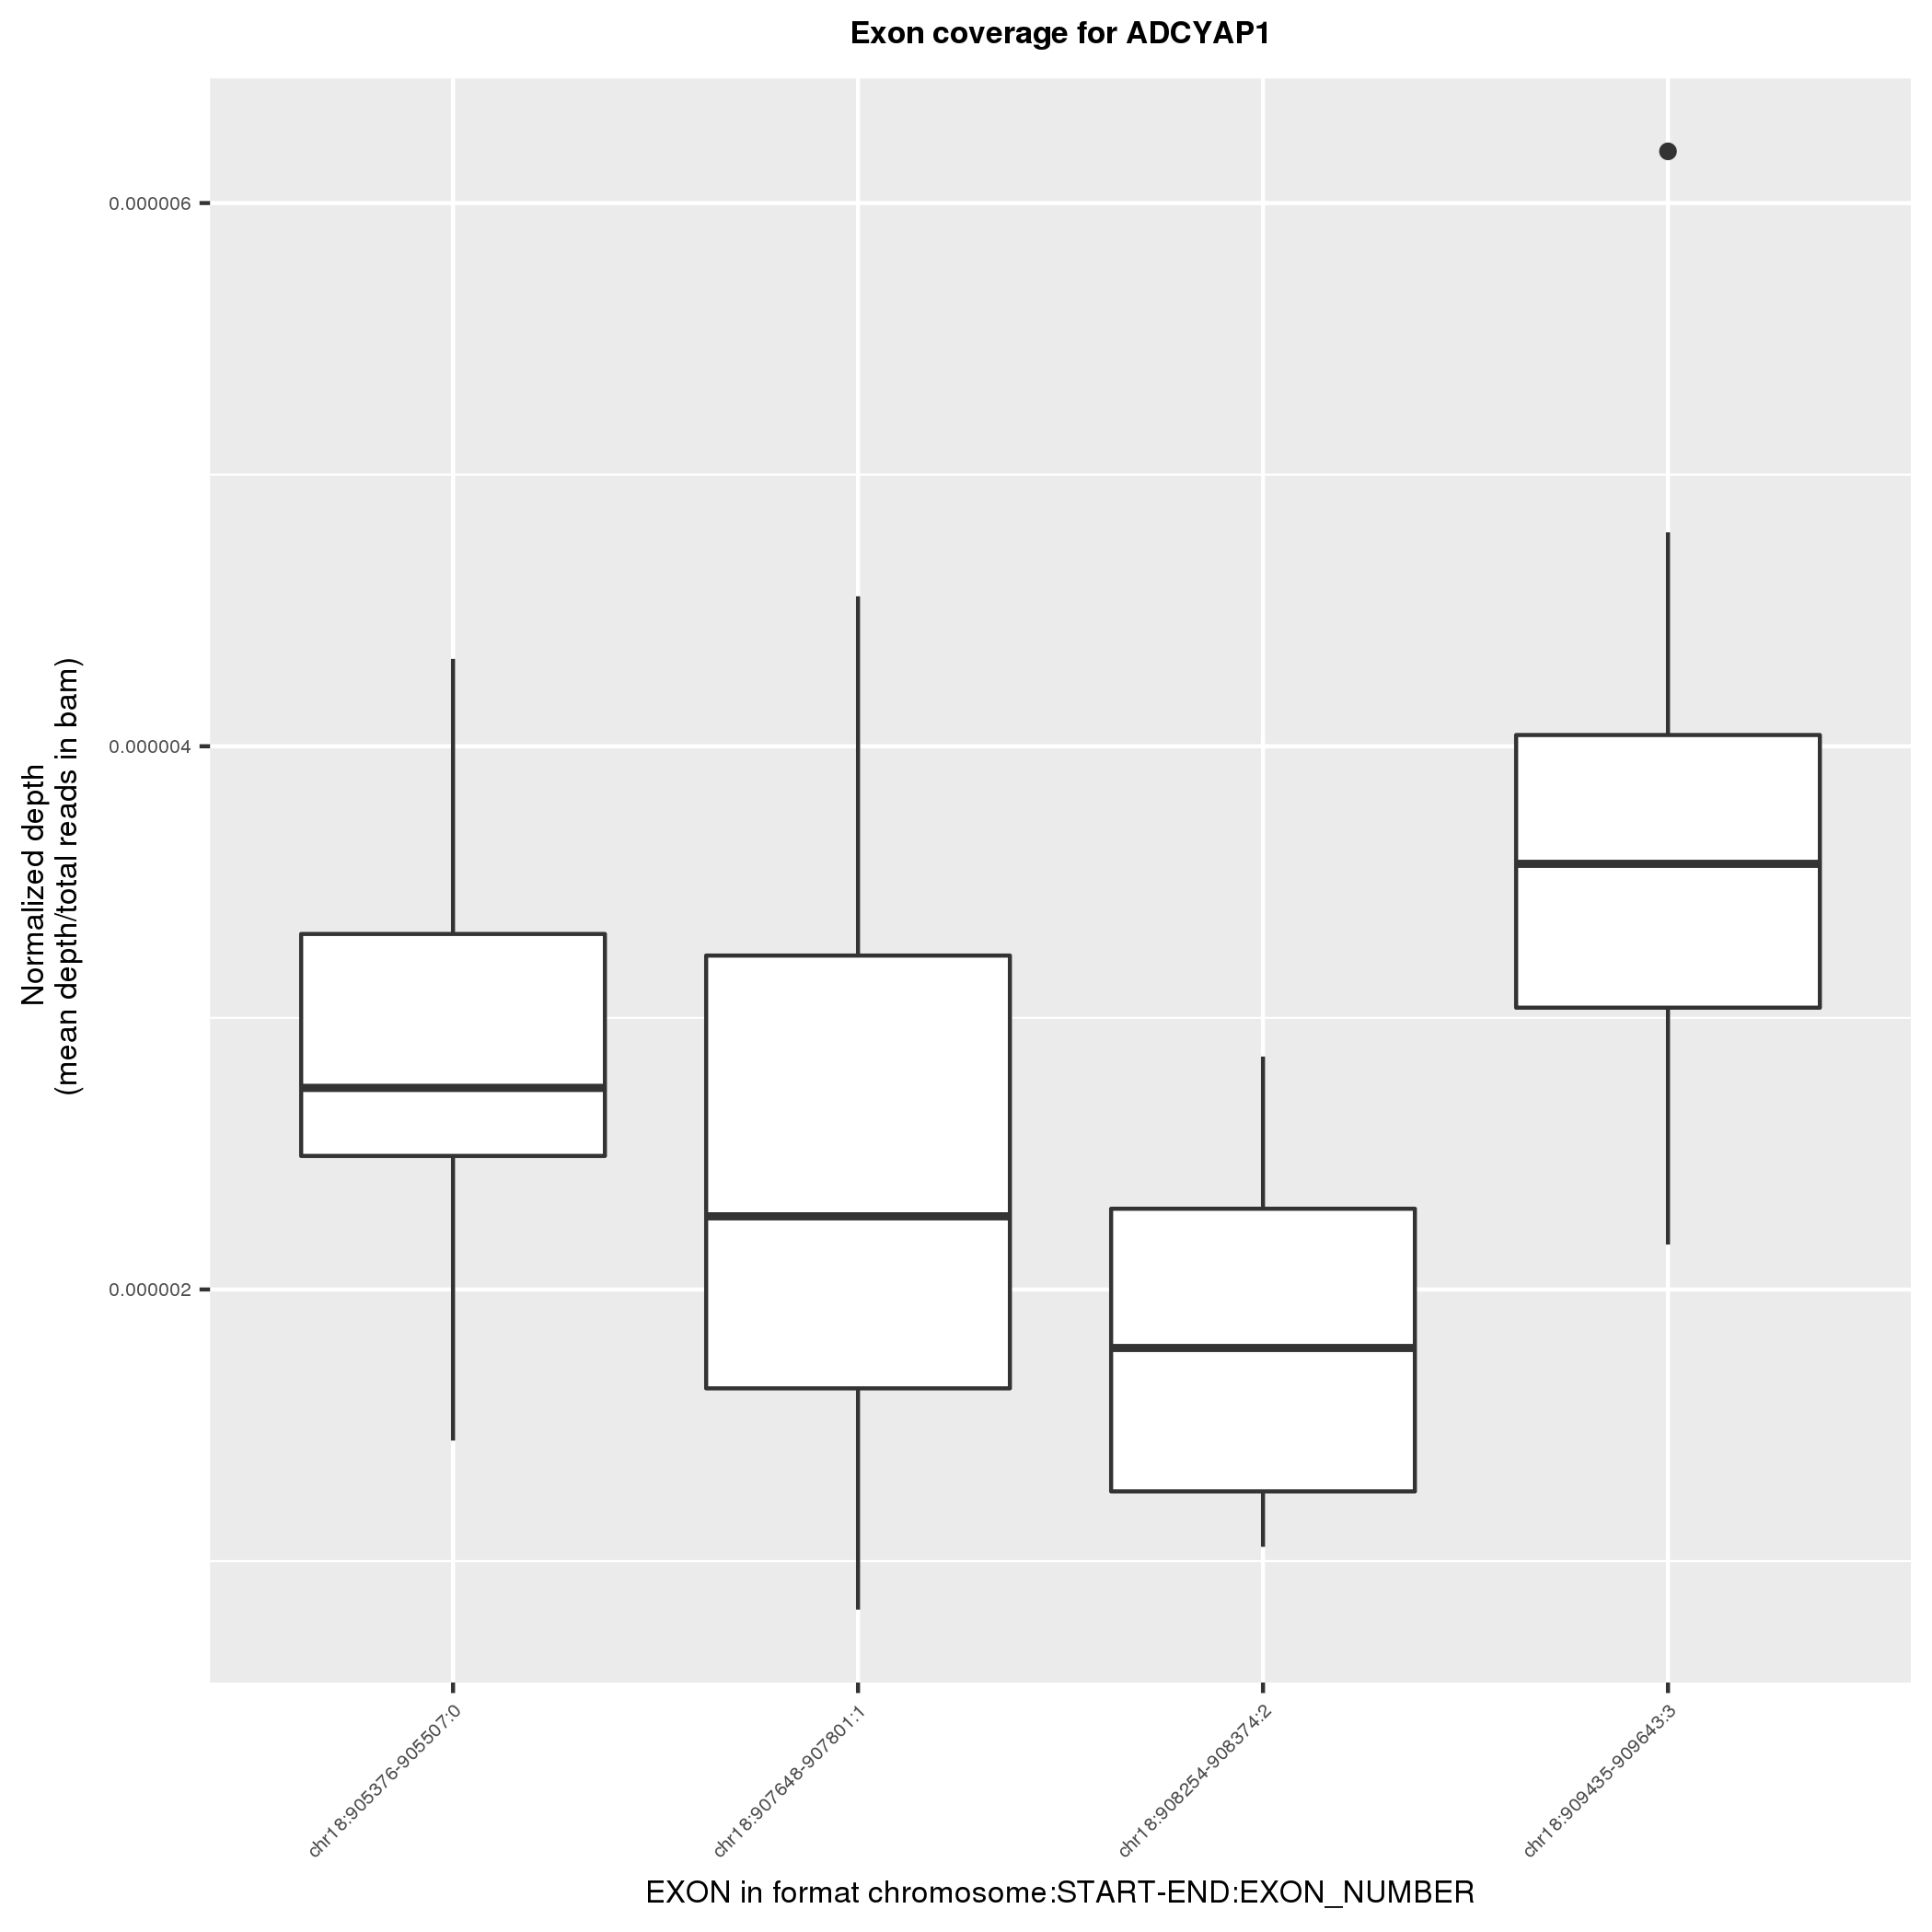 Exon coverage for ADCYAP1
Normalized depth
(mean depth/total reads in bam)
0.000006
0.000004
0.000002
chr18:905376-905507:0
chr18:907648-907801:1
chr18:908254-908374:2
chr18:909435-909643:3
EXON in format chromosome:START-END:EXON_NUMBER